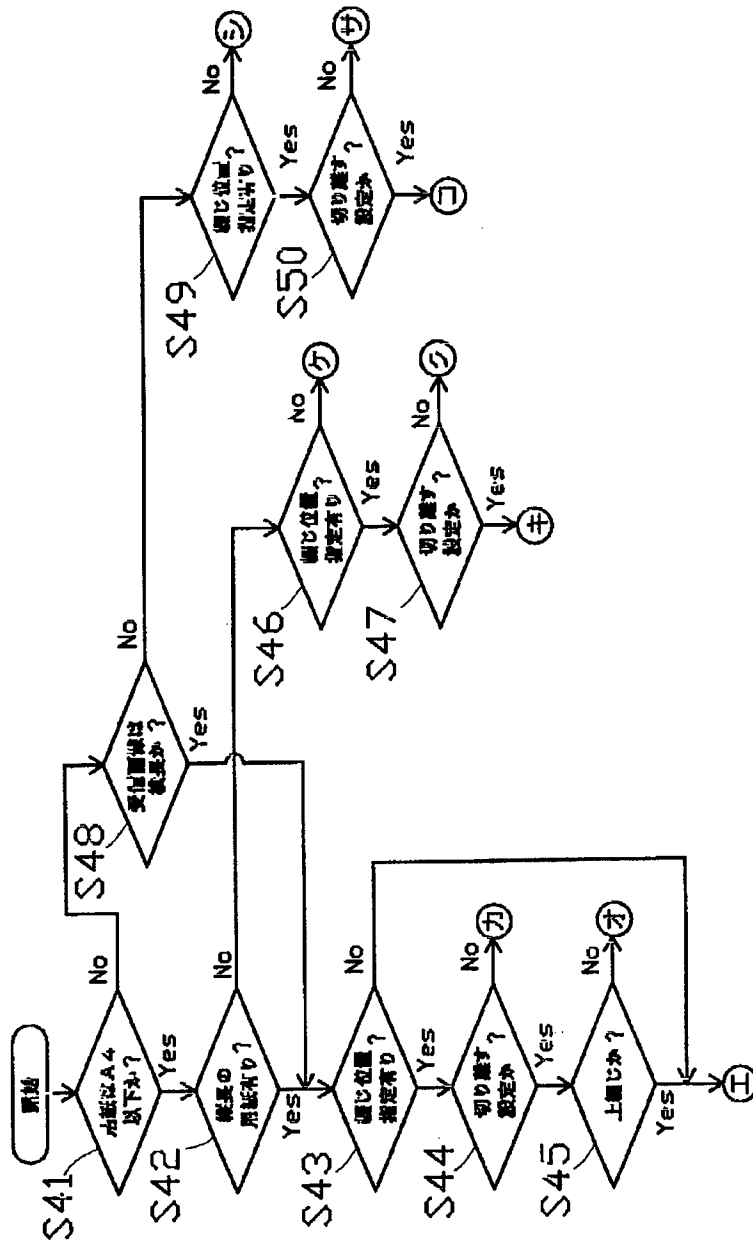 開始
S41
用紙はA4
以下か?
No
Yes
S42
縦長の
用紙有り?
No
Yes
S43
綴じ位置
指定有り?
No
Yes
S44
切り離す
設定か?
No
カ
Yes
S45
上綴じか?
No
オ
Yes
エ
S48
受信画像は
縦長か?
No
Yes
S46
綴じ位置
指定有り?
No
ケ
Yes
S47
切り離す
設定か?
No
ク
Yes
キ
S49
綴じ位置
指定有り?
No
シ
Yes
S50
切り離す
設定か?
No
サ
Yes
コ